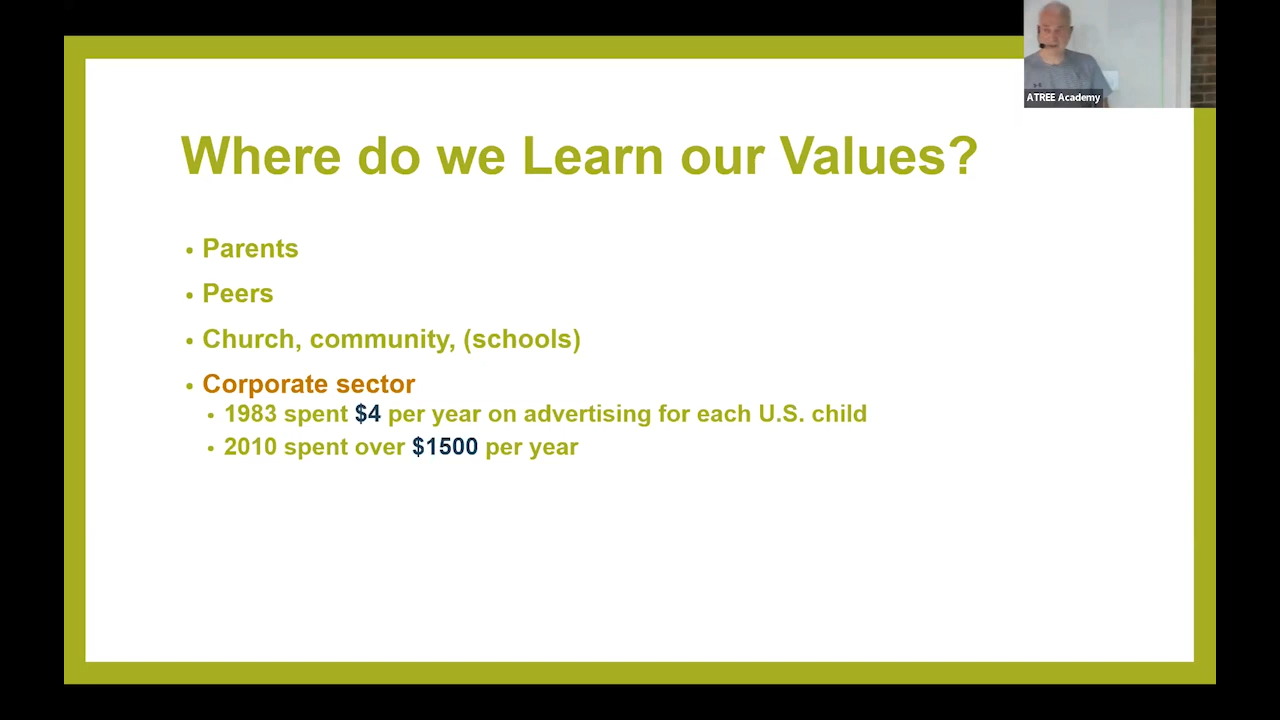 ATREE Academy
Where do we Learn our Values?
• Parents
• Peers
• Church, community, (schools)
• Corporate sector
• 1983 spent $4 per year on advertising for each U.S. child
• 2010 spent over $1500 per year